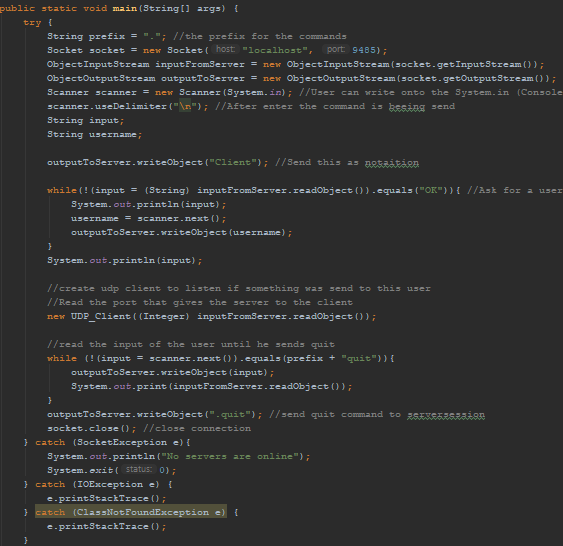 public static void main(String[] args) {
    try {
        String prefix = "."; //the prefix for the commands
        Socket socket = new Socket( host: "localhost", port: 9485);
        ObjectInputStream inputFromServer = new ObjectInputStream(socket.getInputStream());
        ObjectOutputStream outputToServer = new ObjectOutputStream(socket.getOutputStream());
        Scanner scanner = new Scanner(System.in); //User can write onto the System.in (Console
        scanner.useDelimiter("\n"); //After enter the command is beeing send
        String input;
        String username;

        outputToServer.writeObject("Client"); //Send this as notaition

        while(!(input = (String) inputFromServer.readObject()).equals("OK")){ //Ask for a user
            System.out.println(input);
            username = scanner.next();
            outputToServer.writeObject(username);
        }
        System.out.println(input);

        //create udp client to listen if something was send to this user
        //Read the port that gives the server to the client
        new UDP_Client((Integer) inputFromServer.readObject());

        //read the input of the user until he sends quit
        while (!(input = scanner.next()).equals(prefix + "quit")){
            outputToServer.writeObject(input);
            System.out.print(inputFromServer.readObject());
        }
        outputToServer.writeObject(".quit"); //send quit command to serversession
        socket.close(); //close connection
    } catch (SocketException e){
        System.out.println("No servers are online");
        System.exit( status: 0);
    } catch (IOException e) {
        e.printStackTrace();
    } catch (ClassNotFoundException e) {
        e.printStackTrace();
    }